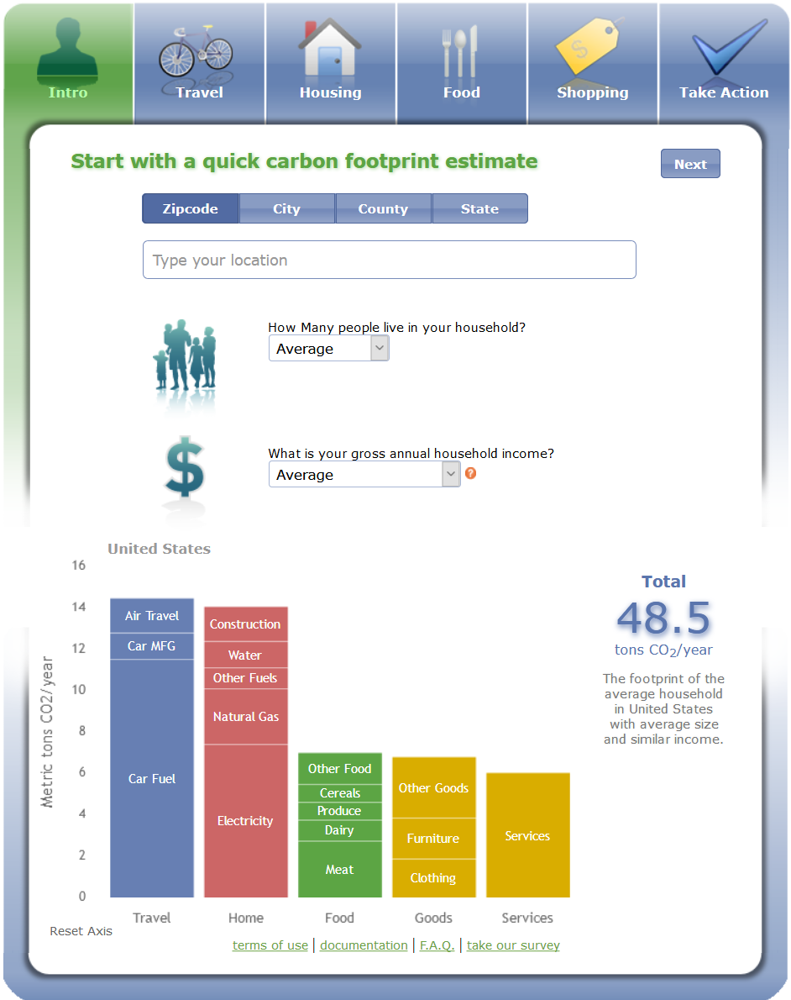 Intro
Travel
Housing
Food
Shopping
Take Action
Start with a quick carbon footprint estimate
Next
Zipcode
City
County
State
Type your location
How Many people live in your household?
Average
$
What is your gross annual household income?
Average
?
United States
16
14
12
10
8
6
4
2
0
Metric tons CO2/year
Air Travel
Car MFG
Car Fuel
Construction
Water
Other Fuels
Natural Gas
Electricity
Other Food
Cereals
Produce
Dairy
Meat
Other Goods
Furniture
Clothing
Services
Travel
Home
Food
Goods
Services
Total
48.5
tons CO2/year
The footprint of the
average household
in United States
with average size
and similar income.
Reset Axis
terms of use | documentation | F.A.Q. | take our survey